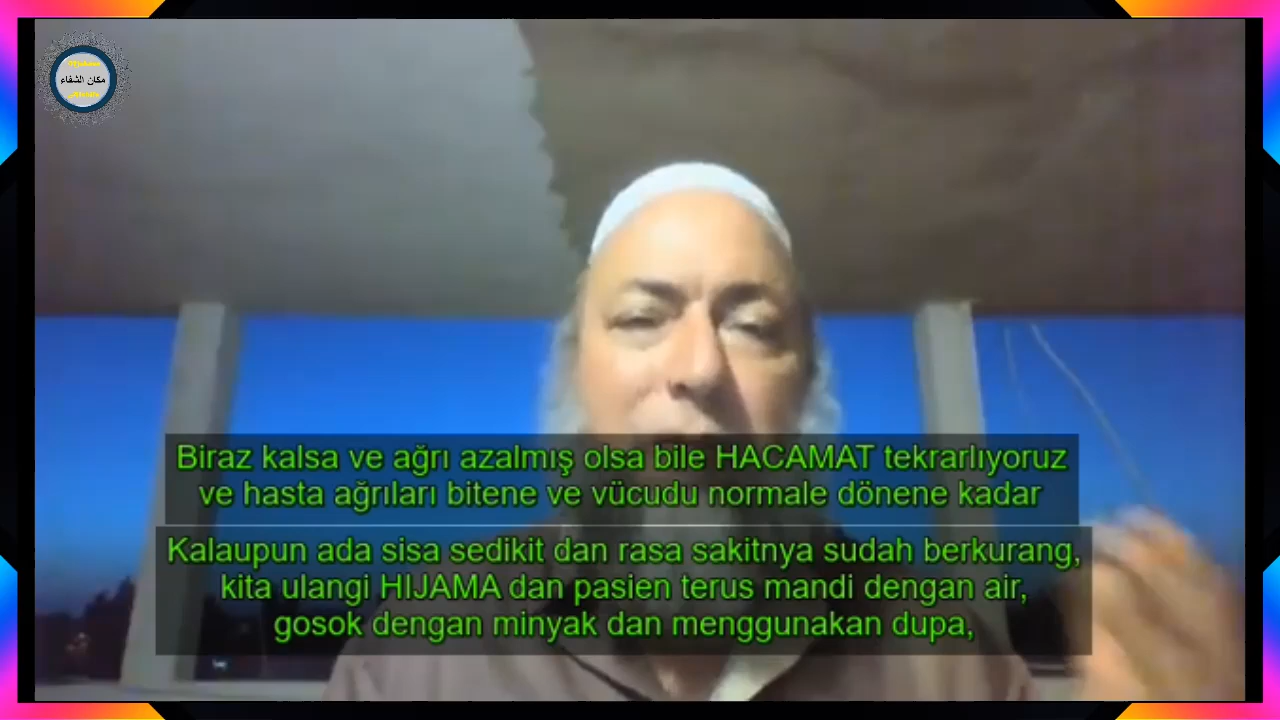 مكان الشفاء
Biraz kalsa ve ağrı azalmış olsa bile HACAMAT tekrarlıyoruz
ve hasta ağrıları bitene ve vücudu normale dönene kadar
Kalaupun ada sisa sedikit dan rasa sakitnya sudah berkurang,
kita ulangi HIJAMA dan pasien terus mandi dengan air,
gosok dengan minyak dan menggunakan dupa,